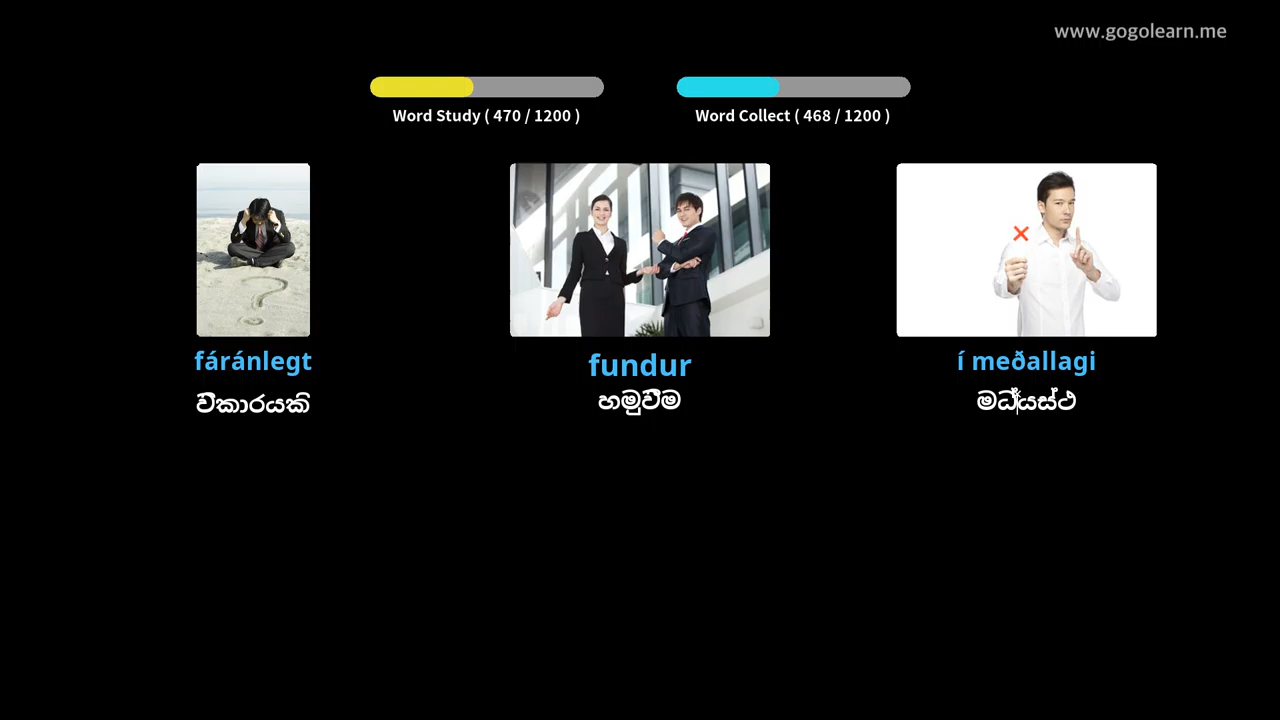 www.gogolearn.me
Word Study ( 470 / 1200 )
Word Collect ( 468 / 1200 )
fáránlegt
fundur
í meðallagi
විකාරයකි
හමුවීම
මධ්‍යස්ථ